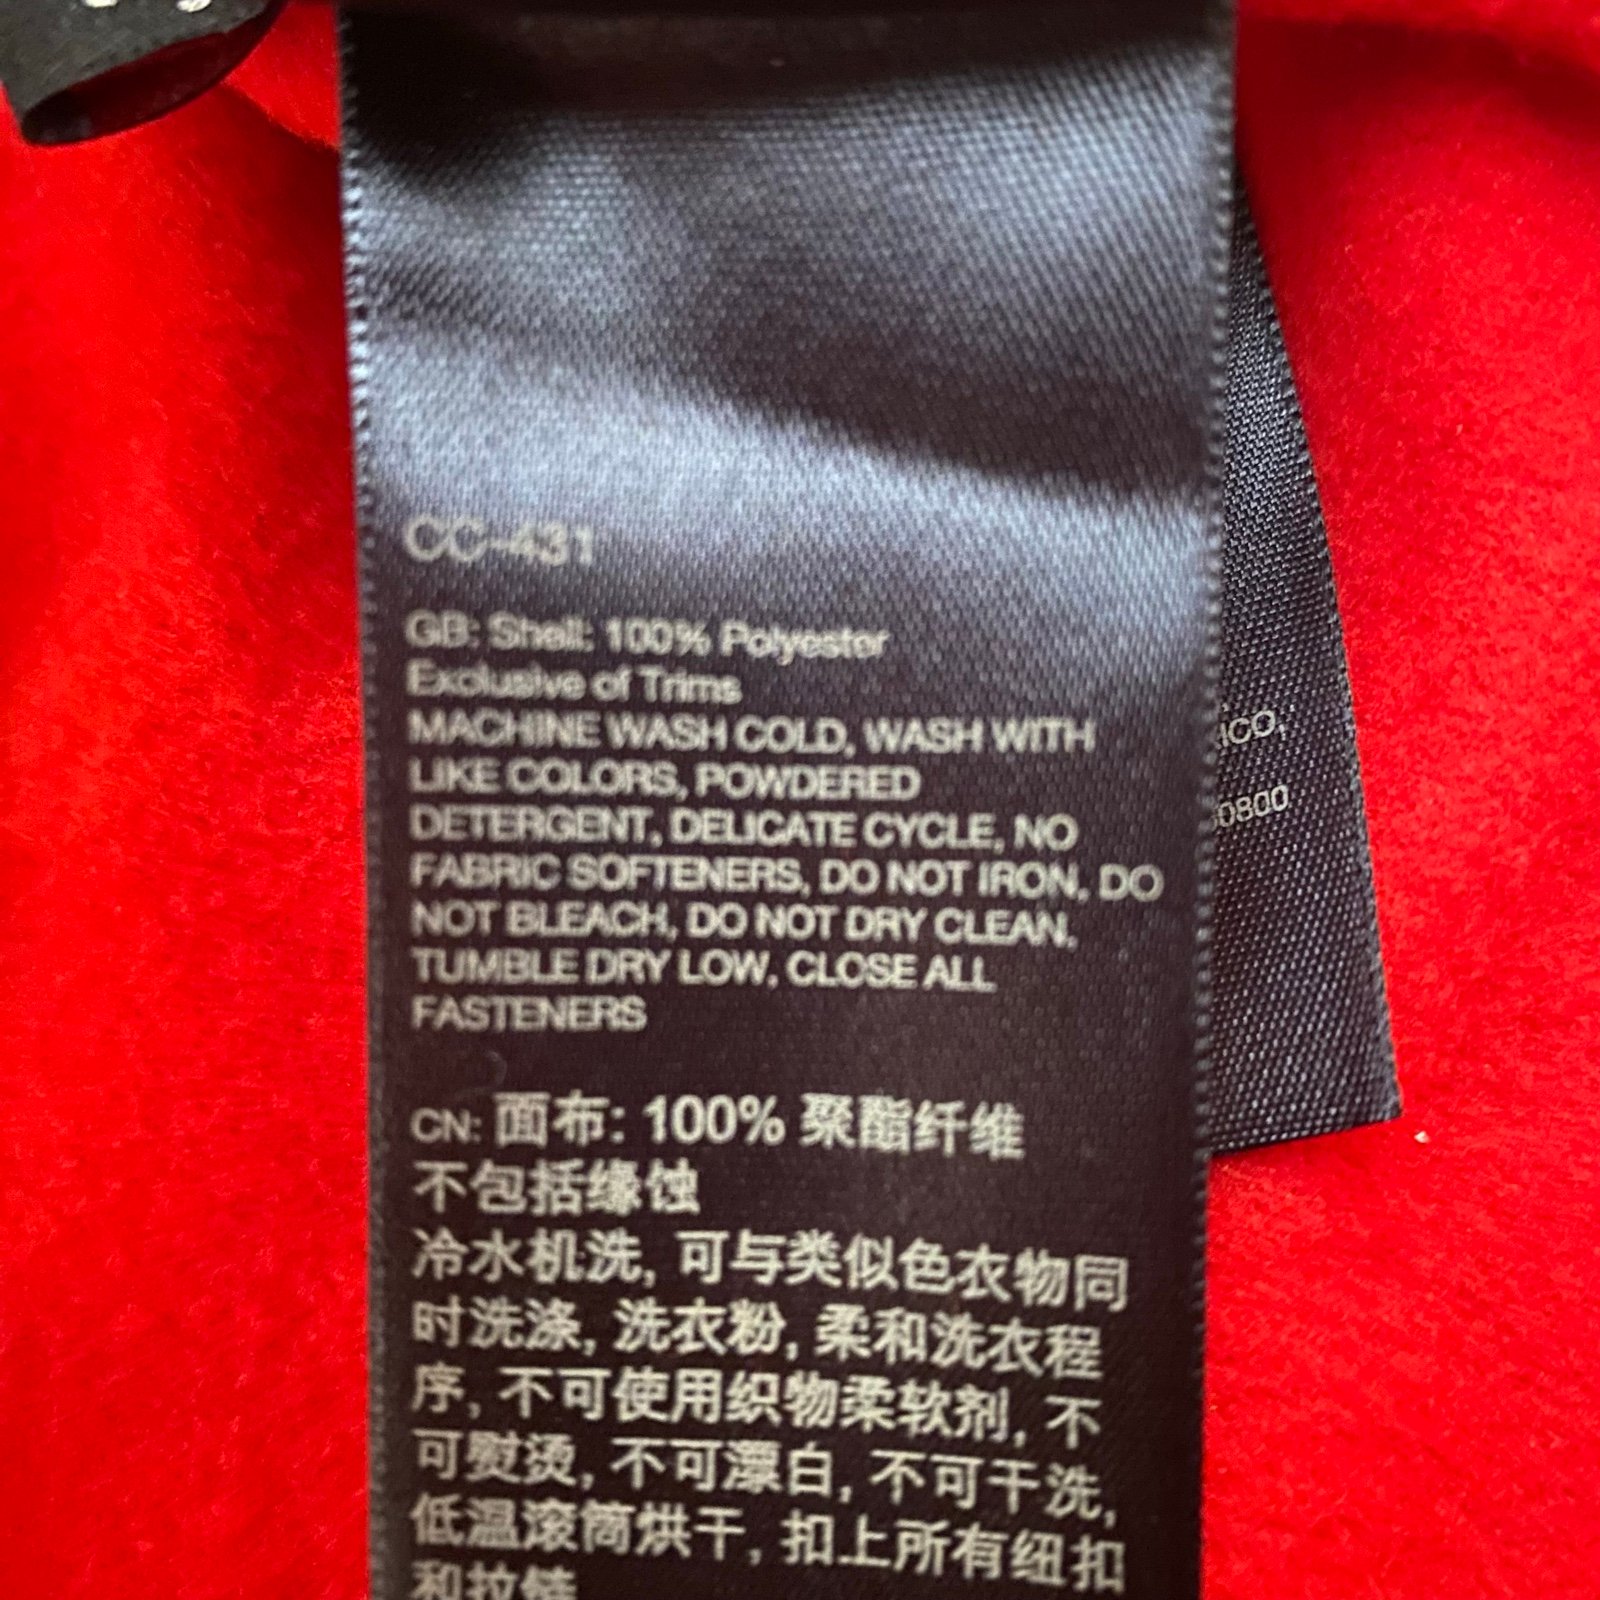 CC-431
GB: Shell: 100% Polyester
Exclusive of Trims
MACHINE WASH COLD, WASH WITH
LIKE COLORS, POWDERED
DETERGENT, DELICATE CYCLE, NO
FABRIC SOFTENERS, DO NOT IRON, DO
NOT BLEACH, DO NOT DRY CLEAN,
TUMBLE DRY LOW, CLOSE ALL
FASTENERS
CN: 面布: 100% 聚酯纤维
不包括缘蚀
冷水机洗, 可与类似色衣物同
时洗涤, 洗衣粉, 柔和洗衣程
序, 不可使用织物柔软剂, 不
可熨烫, 不可漂白, 不可干洗,
低温滚筒烘干, 扣上所有纽扣
和拉链
ICO,
0800